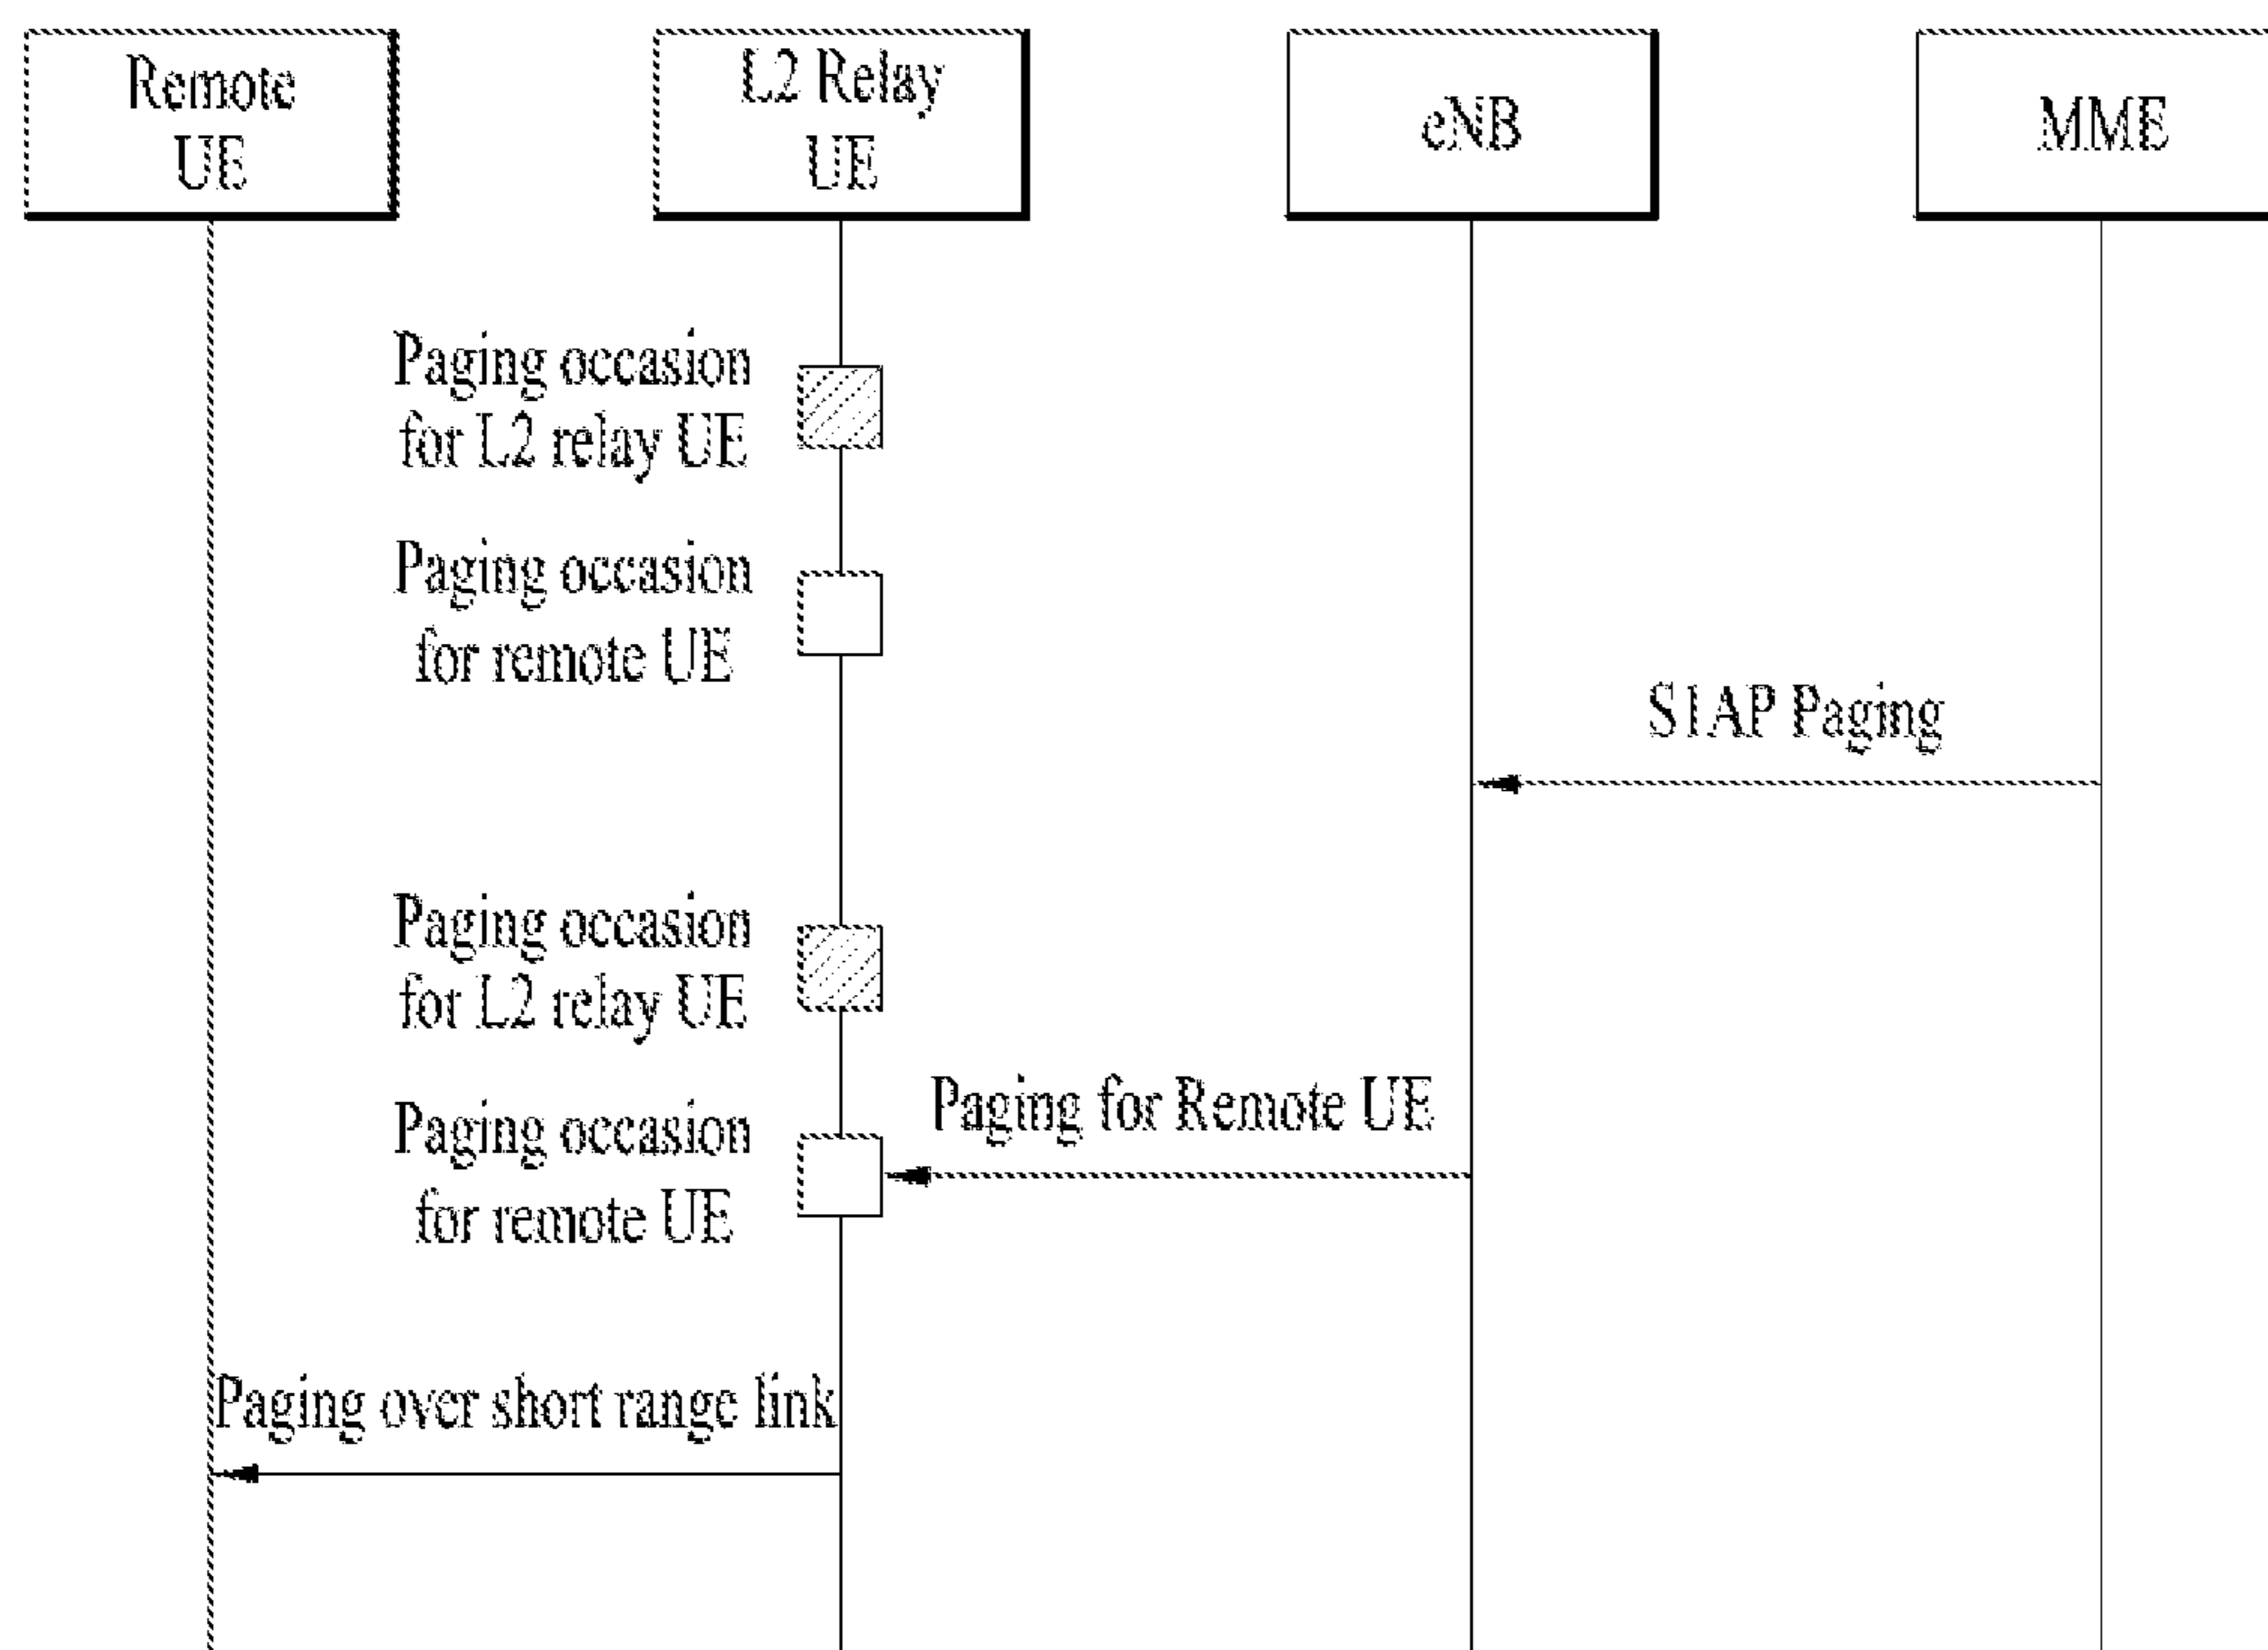 Remote
UE
L2 Relay
UE
eNB
MME
Paging occasion
for L2 relay UE
Paging occasion
for remote UE
S1AP Paging
Paging occasion
for L2 relay UE
Paging for Remote UE
Paging occasion
for remote UE
Paging over short range link